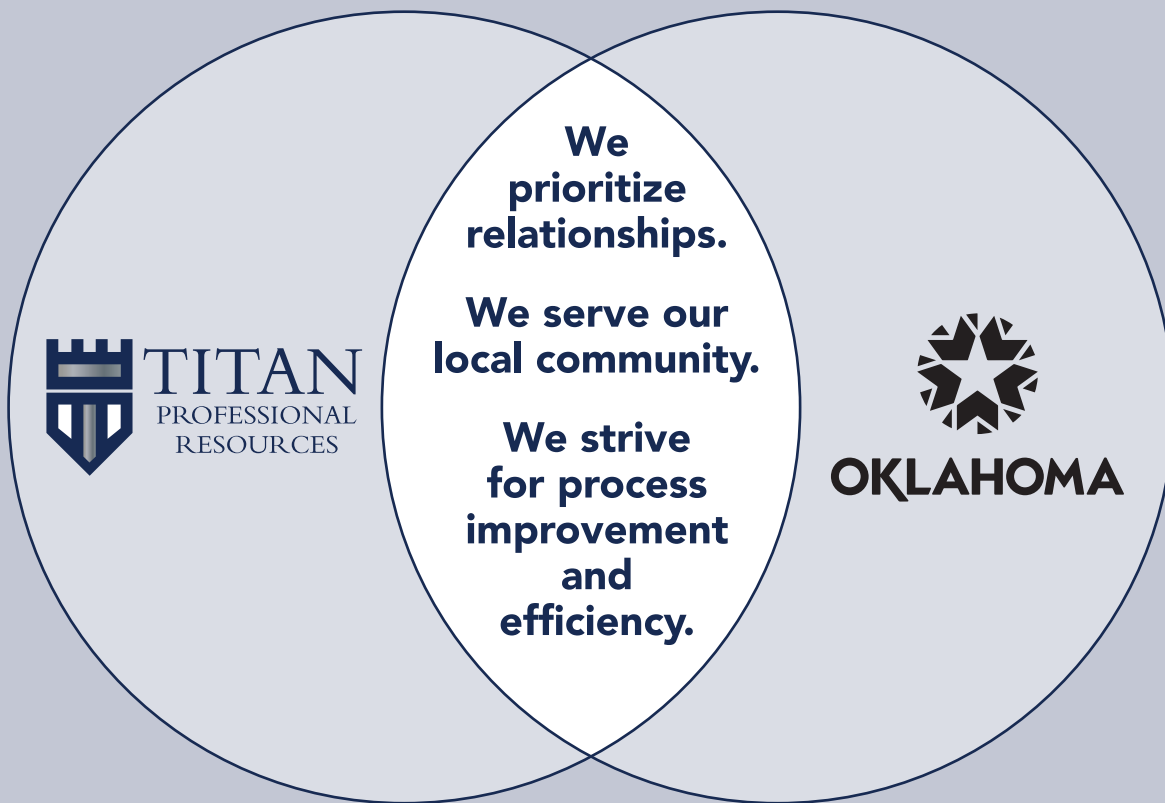 TITAN
PROFESSIONAL
RESOURCES
We
prioritize
relationships.
We serve our
local community.
We strive
for process
improvement
and
efficiency.
OKLAHOMA